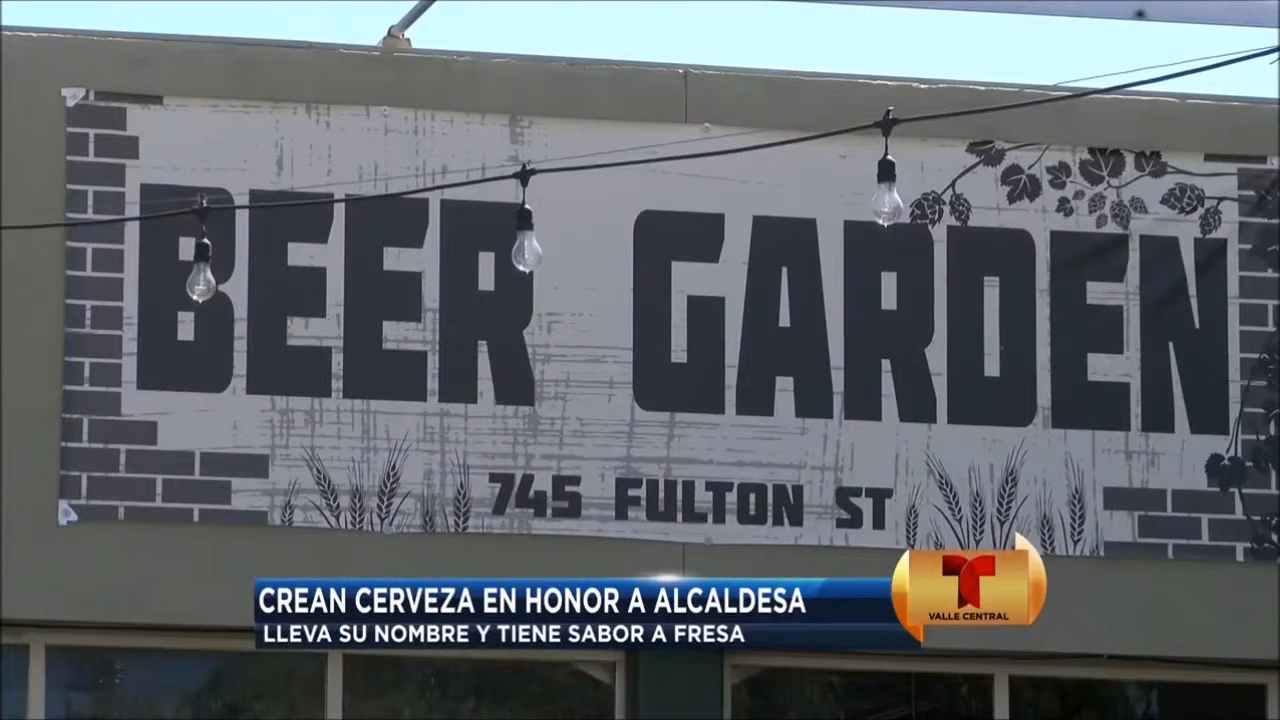 BEER GARDEN
745 FULTON ST
CREAN CERVEZA EN HONOR A ALCALDESA
LLEVA SU NOMBRE Y TIENE SABOR A FRESA
VALLE CENTRAL